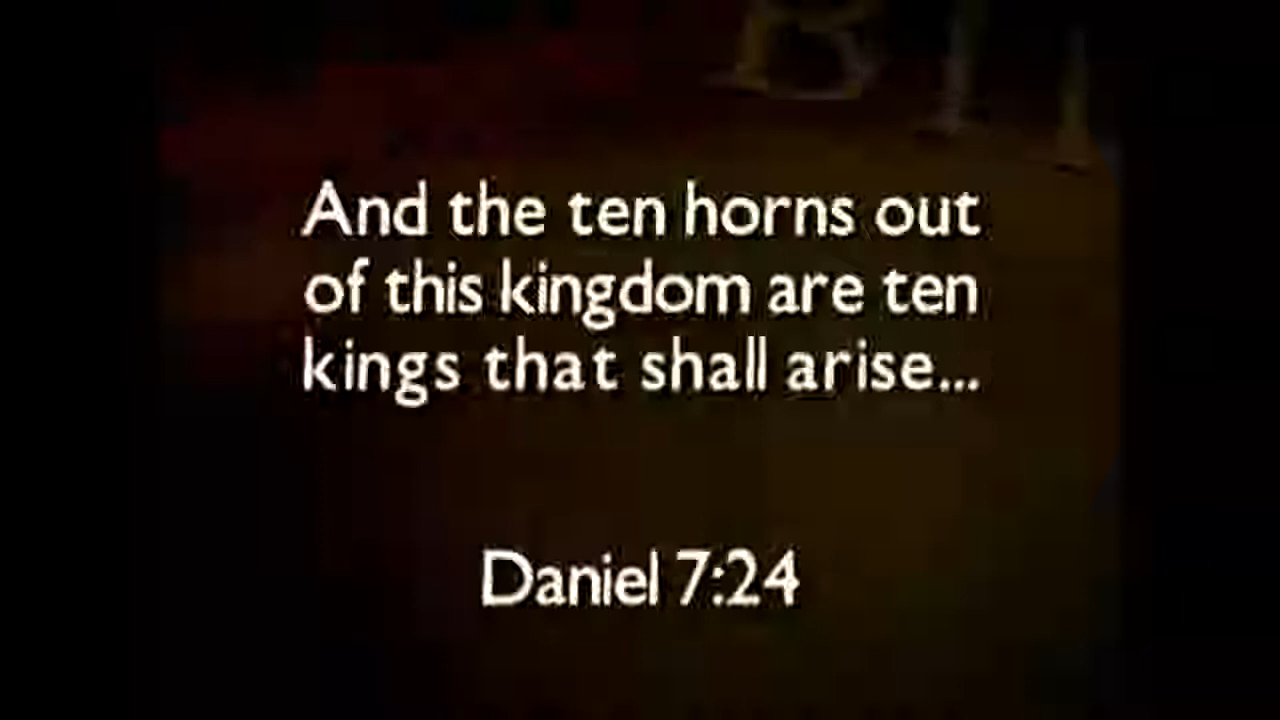 And the ten horns out
of this kingdom are ten
kings that shall arise...
Daniel 7:24